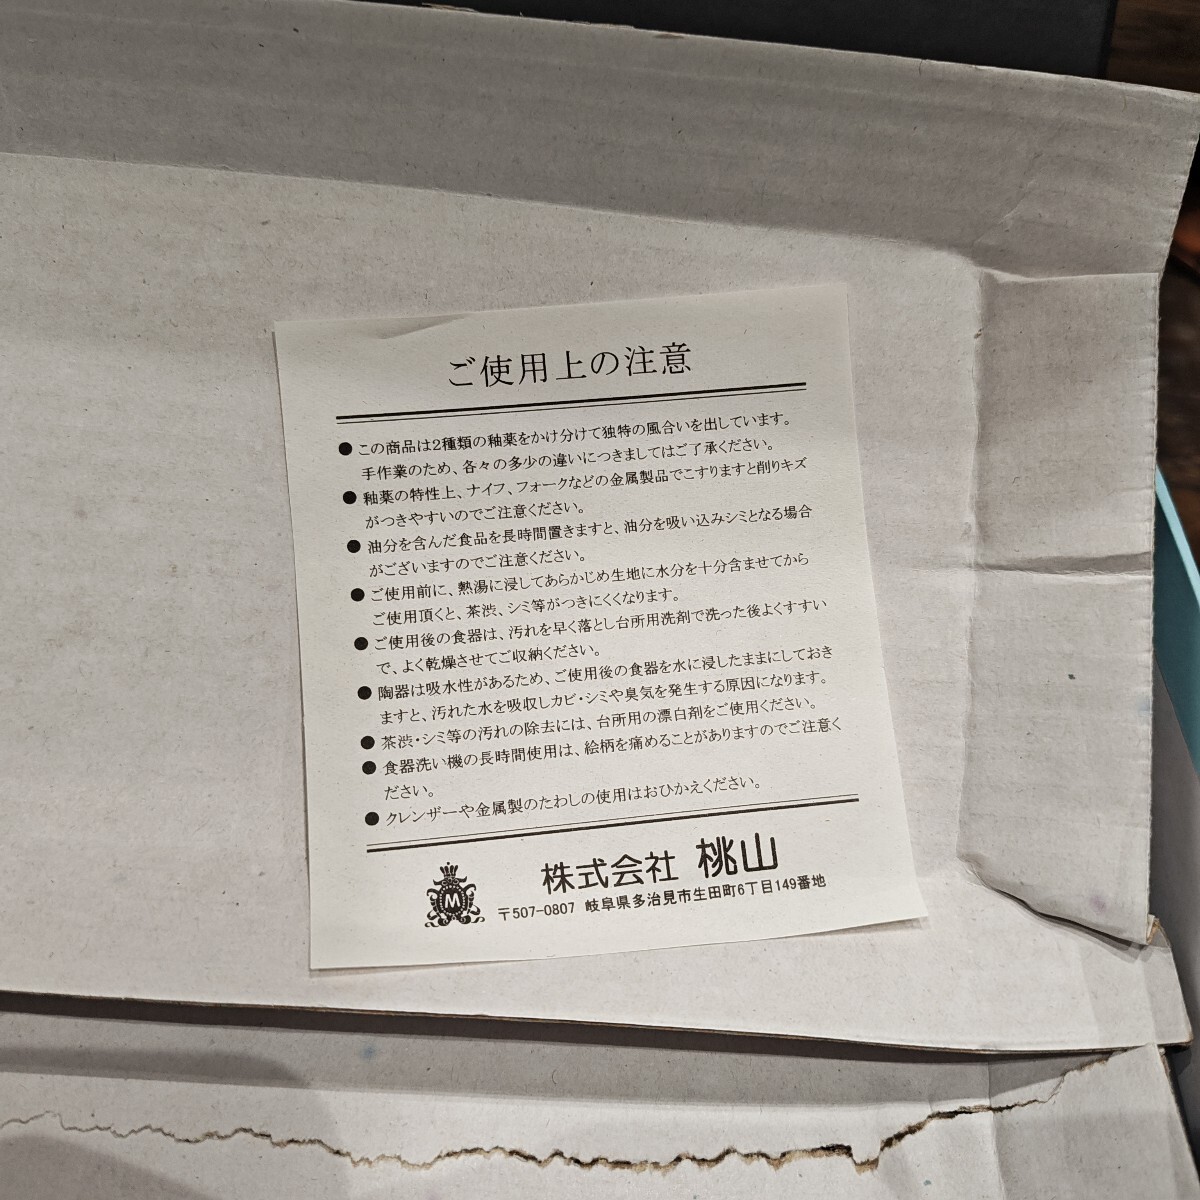 ご使用上の注意
●この商品は2種類の釉薬をかけ分けて独特の風合いを出しています。
手作業のため、各々の多少の違いにつきましてはご了承ください。
●釉薬の特性上、ナイフ、フォークなどの金属製品でこすりますと削りキズ
がつきやすいのでご注意ください。
●油分を含んだ食品を長時間置きますと、油分を吸い込みシミとなる場合
がございますのでご注意ください。
●ご使用前に、熱湯に浸してあらかじめ生地に水分を十分含ませてから
ご使用頂くと、茶渋、シミ等がつきにくくなります。
●ご使用後の食器は、汚れを早く落とし台所用洗剤で洗った後よくすすい
で、よく乾燥させてご収納ください。
●陶器は吸水性があるため、ご使用後の食器を水に浸したままにしておき
ますと、汚れた水を吸収しカビ・シミや臭気を発生する原因になります。
●茶渋・シミ等の汚れの除去には、台所用の漂白剤をご使用ください。
●食器洗い機の長時間使用は、絵柄を痛めることがありますのでご注意く
ださい。
●クレンザーや金属製のたわしの使用はおひかえください。
M
株式会社 桃山
〒507-0807 岐阜県多治見市生田町6丁目149番地